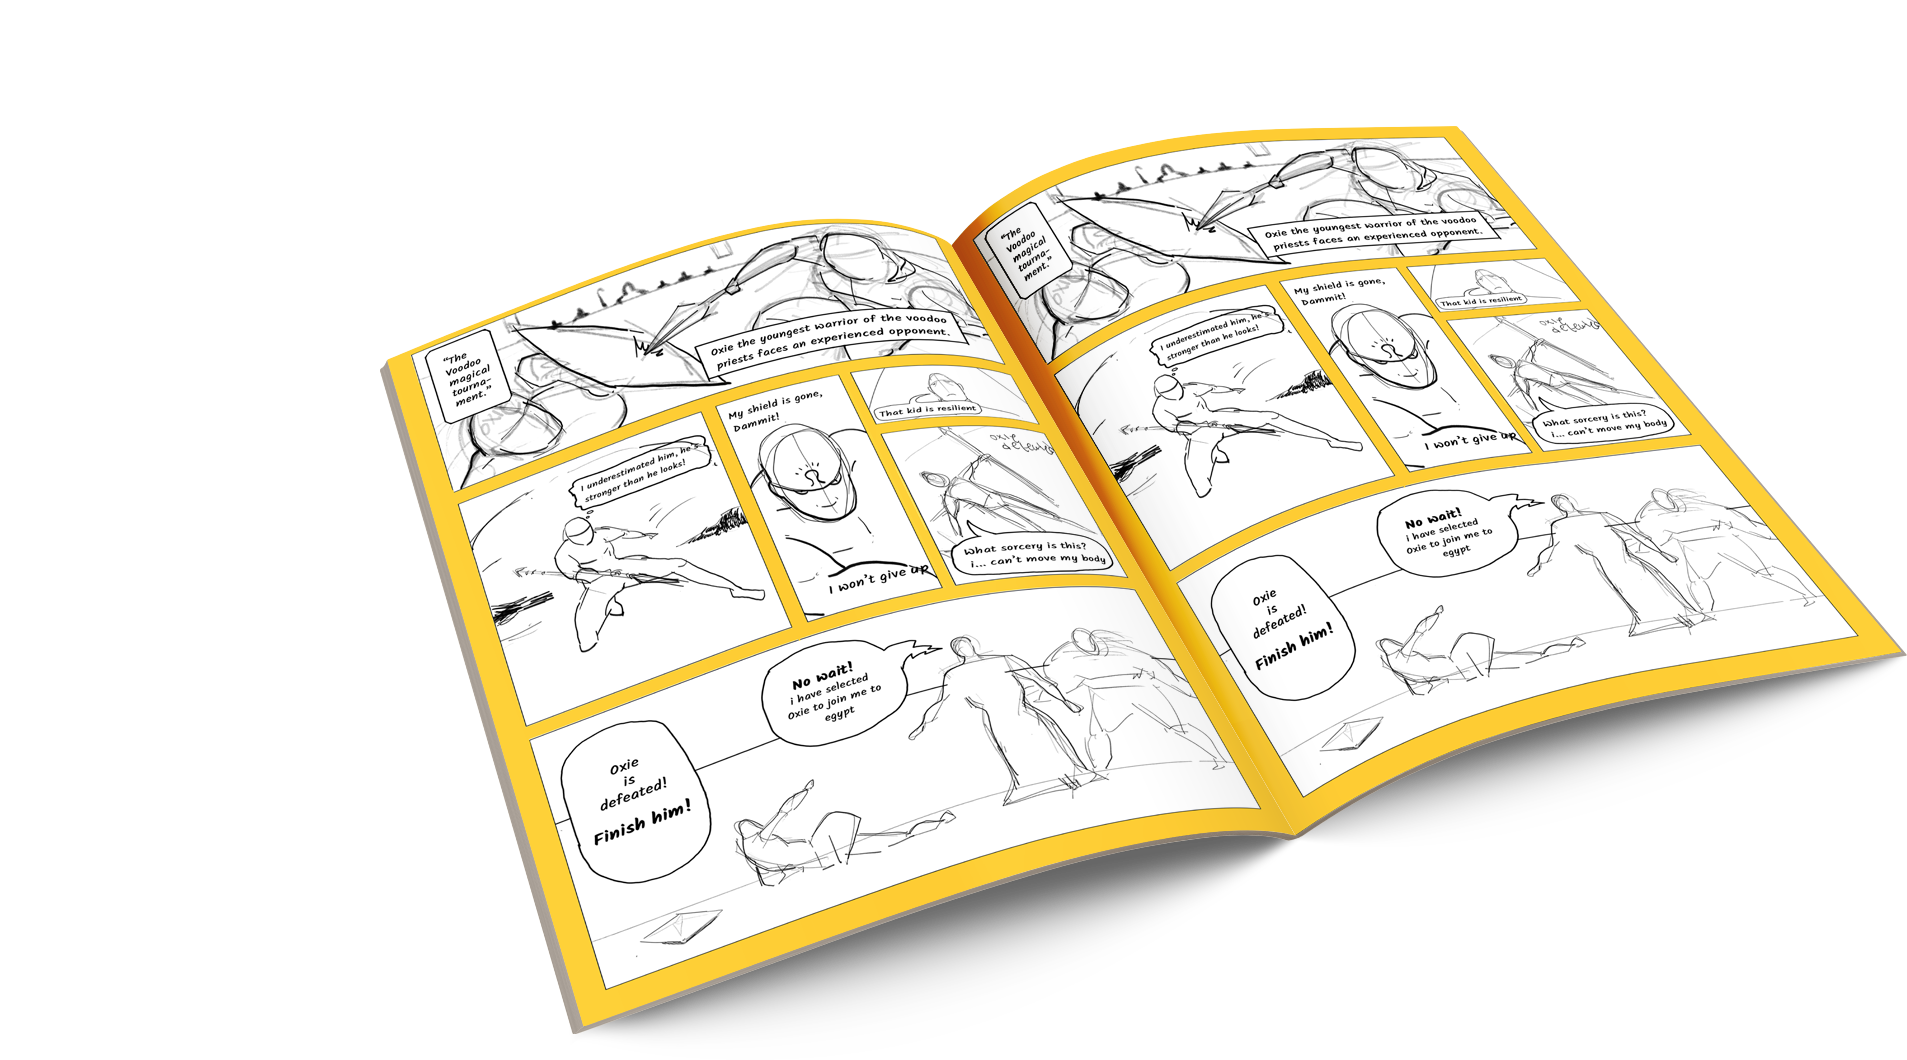 "The
Voodoo
magical
tourna-
ment."
Oxie the youngest warrior of the voodoo
priests faces an experienced opponent.
I underestimated him, he's
stronger than he looks!
My shield is gone,
Dammit!
I won't give up
That kid is resilient
oxie
defeated
What sorcery is this?
i... can't move my body
Oxie
is
defeated!
Finish him!
No wait!
i have selected
Oxie to join me to
egypt
"The
Voodoo
magical
tourna-
ment."
Oxie the youngest warrior of the voodoo
priests faces an experienced opponent.
I underestimated him, he's
stronger than he looks!
My shield is gone,
Dammit!
I won't give up
That kid is resilient
oxie
defeated
What sorcery is this?
i... can't move my body
Oxie
is
defeated!
Finish him!
No wait!
i have selected
Oxie to join me to
egypt